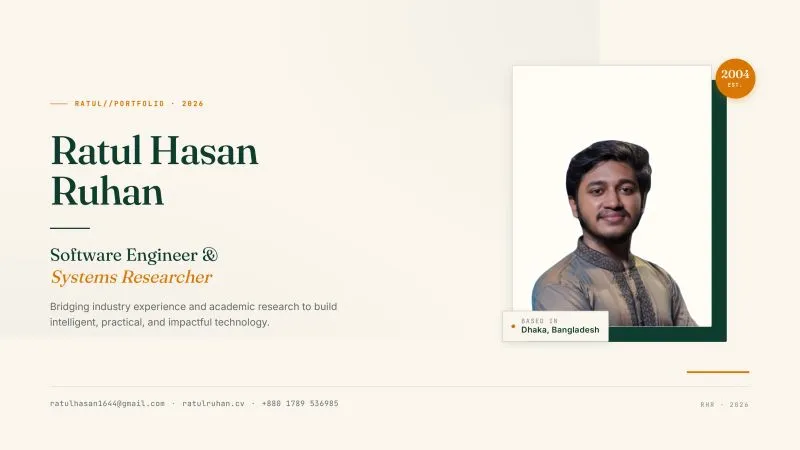 RATUL//PORTFOLIO · 2026
Ratul Hasan
Ruhan
Software Engineer &
Systems Researcher
Bridging industry experience and academic research to build
intelligent, practical, and impactful technology.
2004
EST.
BASED IN
Dhaka, Bangladesh
ratulhasan1644@gmail.com · ratulruhan.cv · +880 1789 536985
RHR · 2026